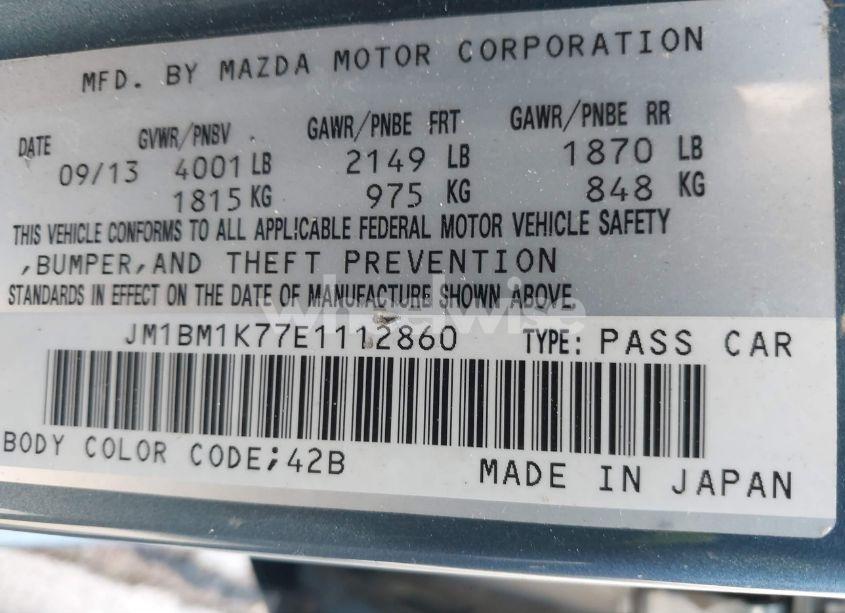 MFD. BY MAZDA MOTOR CORPORATION
DATE GVWR/PNBV GAWR/PNBE FRT GAWR/PNBE RR
09/13 4001 LB 2149 LB 1870 LB
1815 KG 975 KG 848 KG
THIS VEHICLE CONFORMS TO ALL APPLICABLE FEDERAL MOTOR VEHICLE SAFETY
,BUMPER,AND THEFT PREVENTION
STANDARDS IN EFFECT ON THE DATE OF MANUFACTURE SHOWN ABOVE.
wheelwise
JM1BM1K77E1112860 TYPE: PASS CAR
BODY COLOR CODE;42B
MADE IN JAPAN